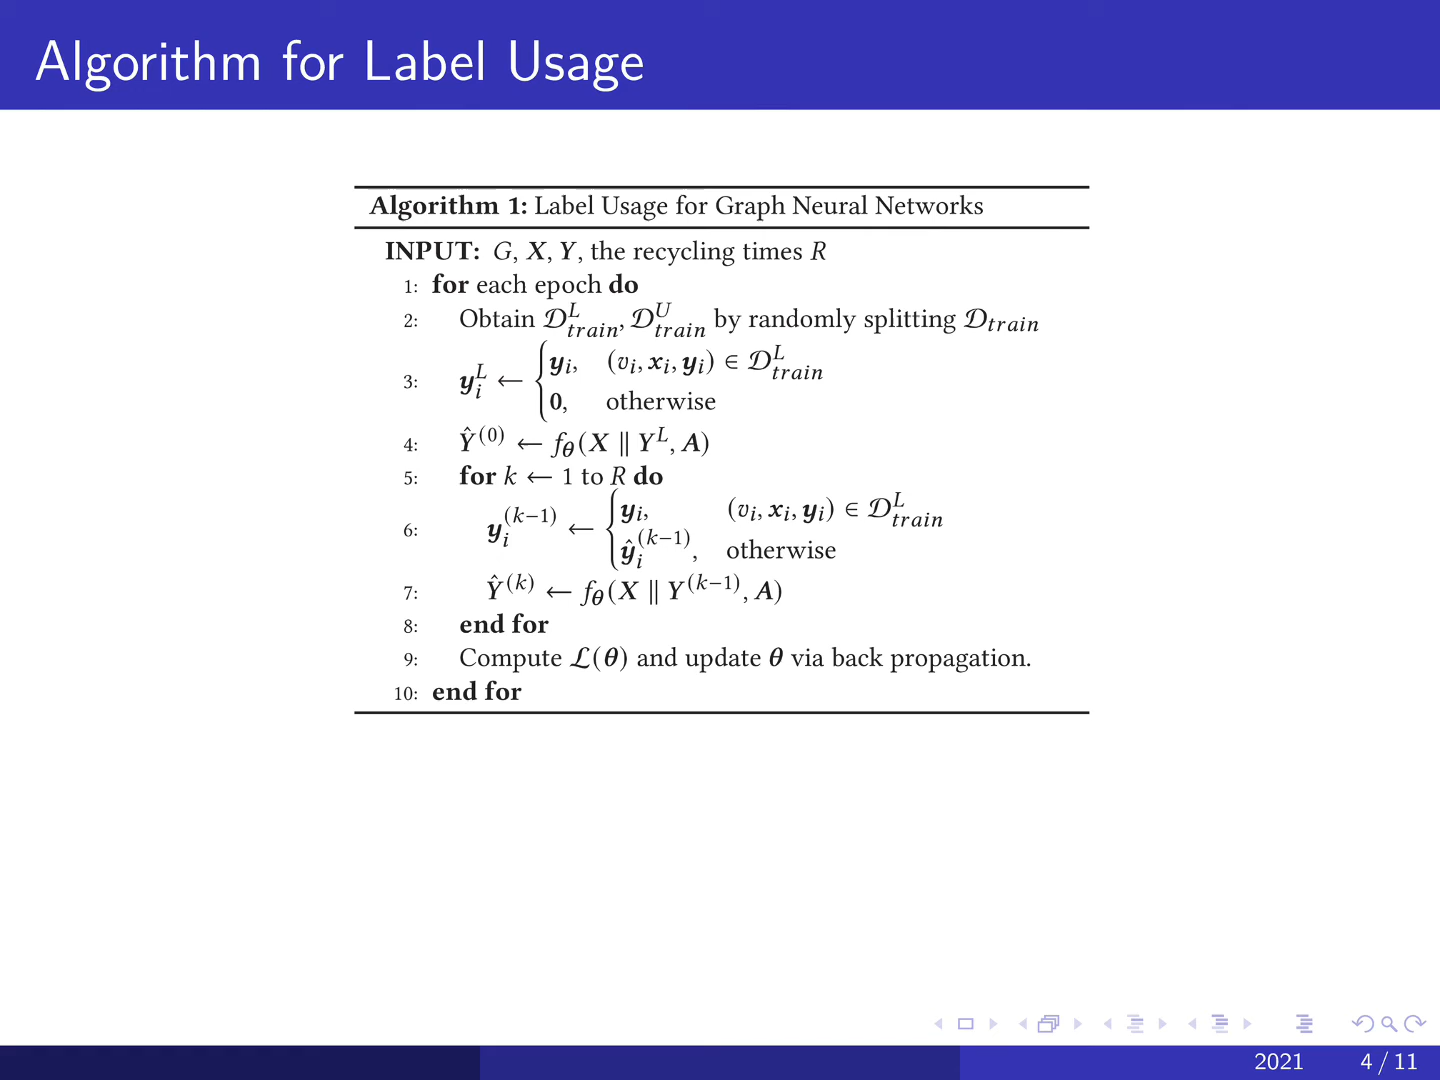 Algorithm for Label Usage
Algorithm 1: Label Usage for Graph Neural Networks
INPUT: G, X, Y, the recycling times R
1: for each epoch do
2: Obtain 𝒟^L_train, 𝒟^U_train by randomly splitting 𝒟_train
3: y_i^L ← { y_i, (v_i, x_i, y_i) ∈ 𝒟^L_train
0, otherwise
4: Ŷ^(0) ← f_θ(X ∥ Y^L, A)
5: for k ← 1 to R do
6: y_i^(k−1) ← { y_i, (v_i, x_i, y_i) ∈ 𝒟^L_train
ŷ_i^(k−1), otherwise
7: Ŷ^(k) ← f_θ(X ∥ Y^(k−1), A)
8: end for
9: Compute ℒ(θ) and update θ via back propagation.
10: end for
2021 4 / 11